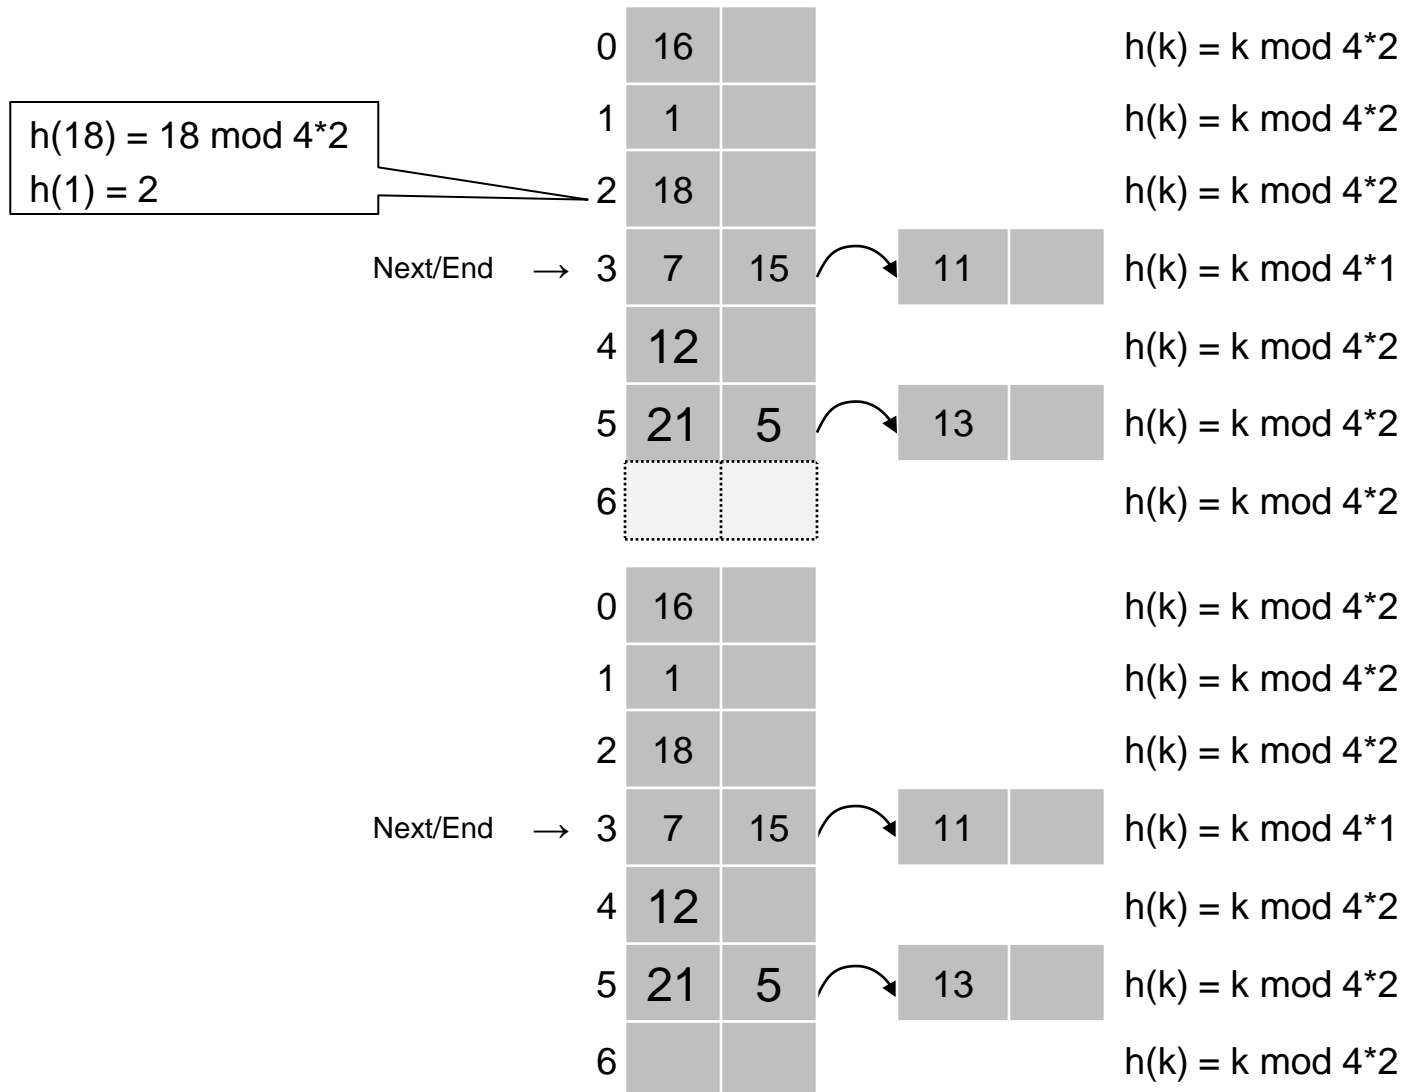 0 16 h(k) = k mod 4*2
h(18) = 18 mod 4*2
h(1) = 2
1 1 h(k) = k mod 4*2
2 18 h(k) = k mod 4*2
Next/End → 3 7 15 11 h(k) = k mod 4*1
4 12 h(k) = k mod 4*2
5 21 5 13 h(k) = k mod 4*2
6 h(k) = k mod 4*2
0 16 h(k) = k mod 4*2
1 1 h(k) = k mod 4*2
2 18 h(k) = k mod 4*2
Next/End → 3 7 15 11 h(k) = k mod 4*1
4 12 h(k) = k mod 4*2
5 21 5 13 h(k) = k mod 4*2
6 h(k) = k mod 4*2